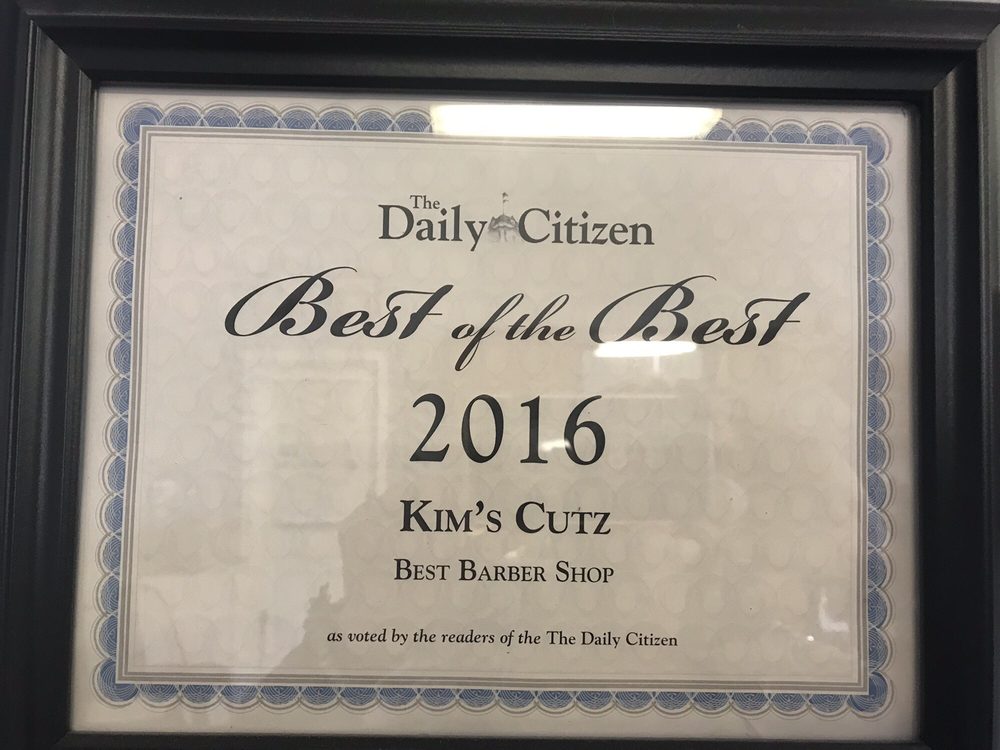 The Daily Citizen
Best of the Best
2016
Kim's Cutz
Best Barber Shop
as voted by the readers of the The Daily Citizen